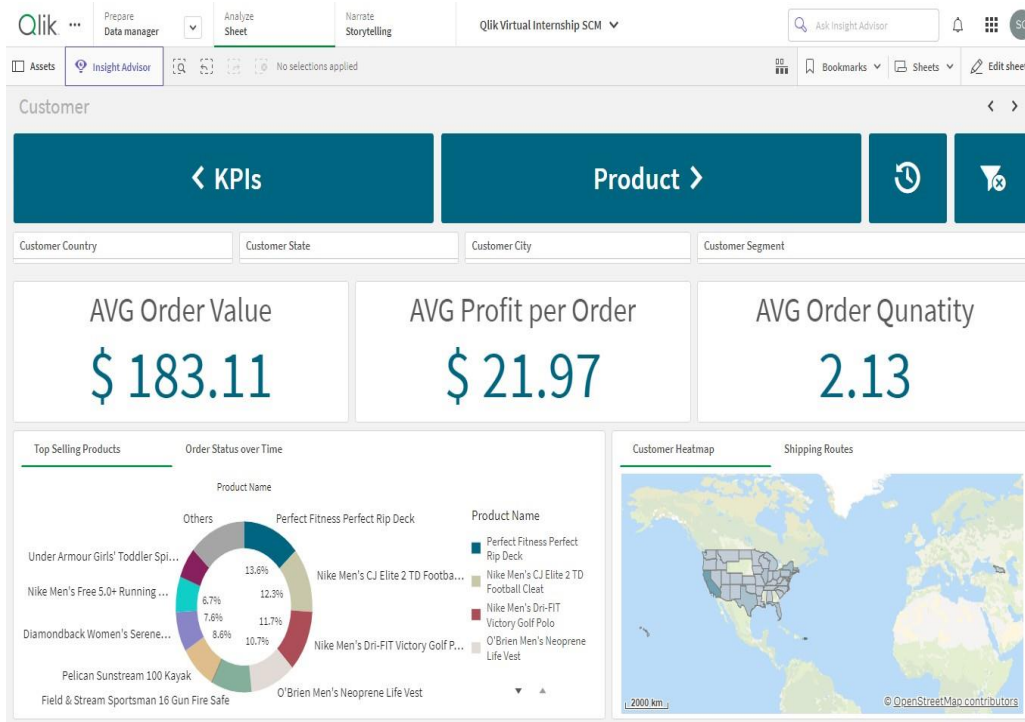 Qlik
Prepare
Data manager
Analyze
Sheet
Narrate
Storytelling
Qlik Virtual Internship SCM
Ask Insight Advisor
SC
Assets
Insight Advisor
No selections applied
Bookmarks
Sheets
Edit sheet
Customer
KPIs
Product
Customer Country
Customer State
Customer City
Customer Segment
AVG Order Value
$ 183.11
AVG Profit per Order
$ 21.97
AVG Order Qunatity
2.13
Top Selling Products
Order Status over Time
Product Name
Others
Perfect Fitness Perfect Rip Deck
Under Armour Girls' Toddler Spi...
Nike Men's CJ Elite 2 TD Footba...
Nike Men's Free 5.0+ Running ...
Diamondback Women's Serene...
Nike Men's Dri-FIT Victory Golf P...
Pelican Sunstream 100 Kayak
O'Brien Men's Neoprene Life Vest
Field & Stream Sportsman 16 Gun Fire Safe
13.6%
12.3%
11.7%
10.7%
8.6%
7.6%
6.7%
Product Name
Perfect Fitness Perfect
Rip Deck
Nike Men's CJ Elite 2 TD
Football Cleat
Nike Men's Dri-FIT
Victory Golf Polo
O'Brien Men's Neoprene
Life Vest
Customer Heatmap
Shipping Routes
2000 km
© OpenStreetMap contributors